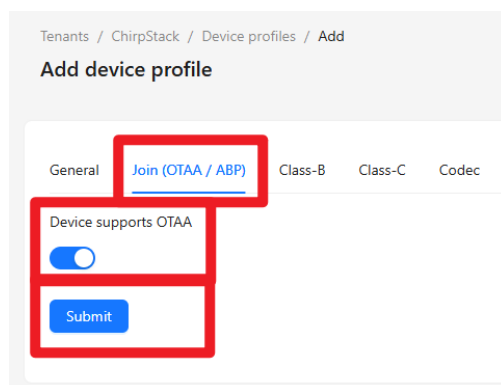 Tenants / ChirpStack / Device profiles / Add
Add device profile
General Join (OTAA / ABP) Class-B Class-C Codec
Device supports OTAA
Submit